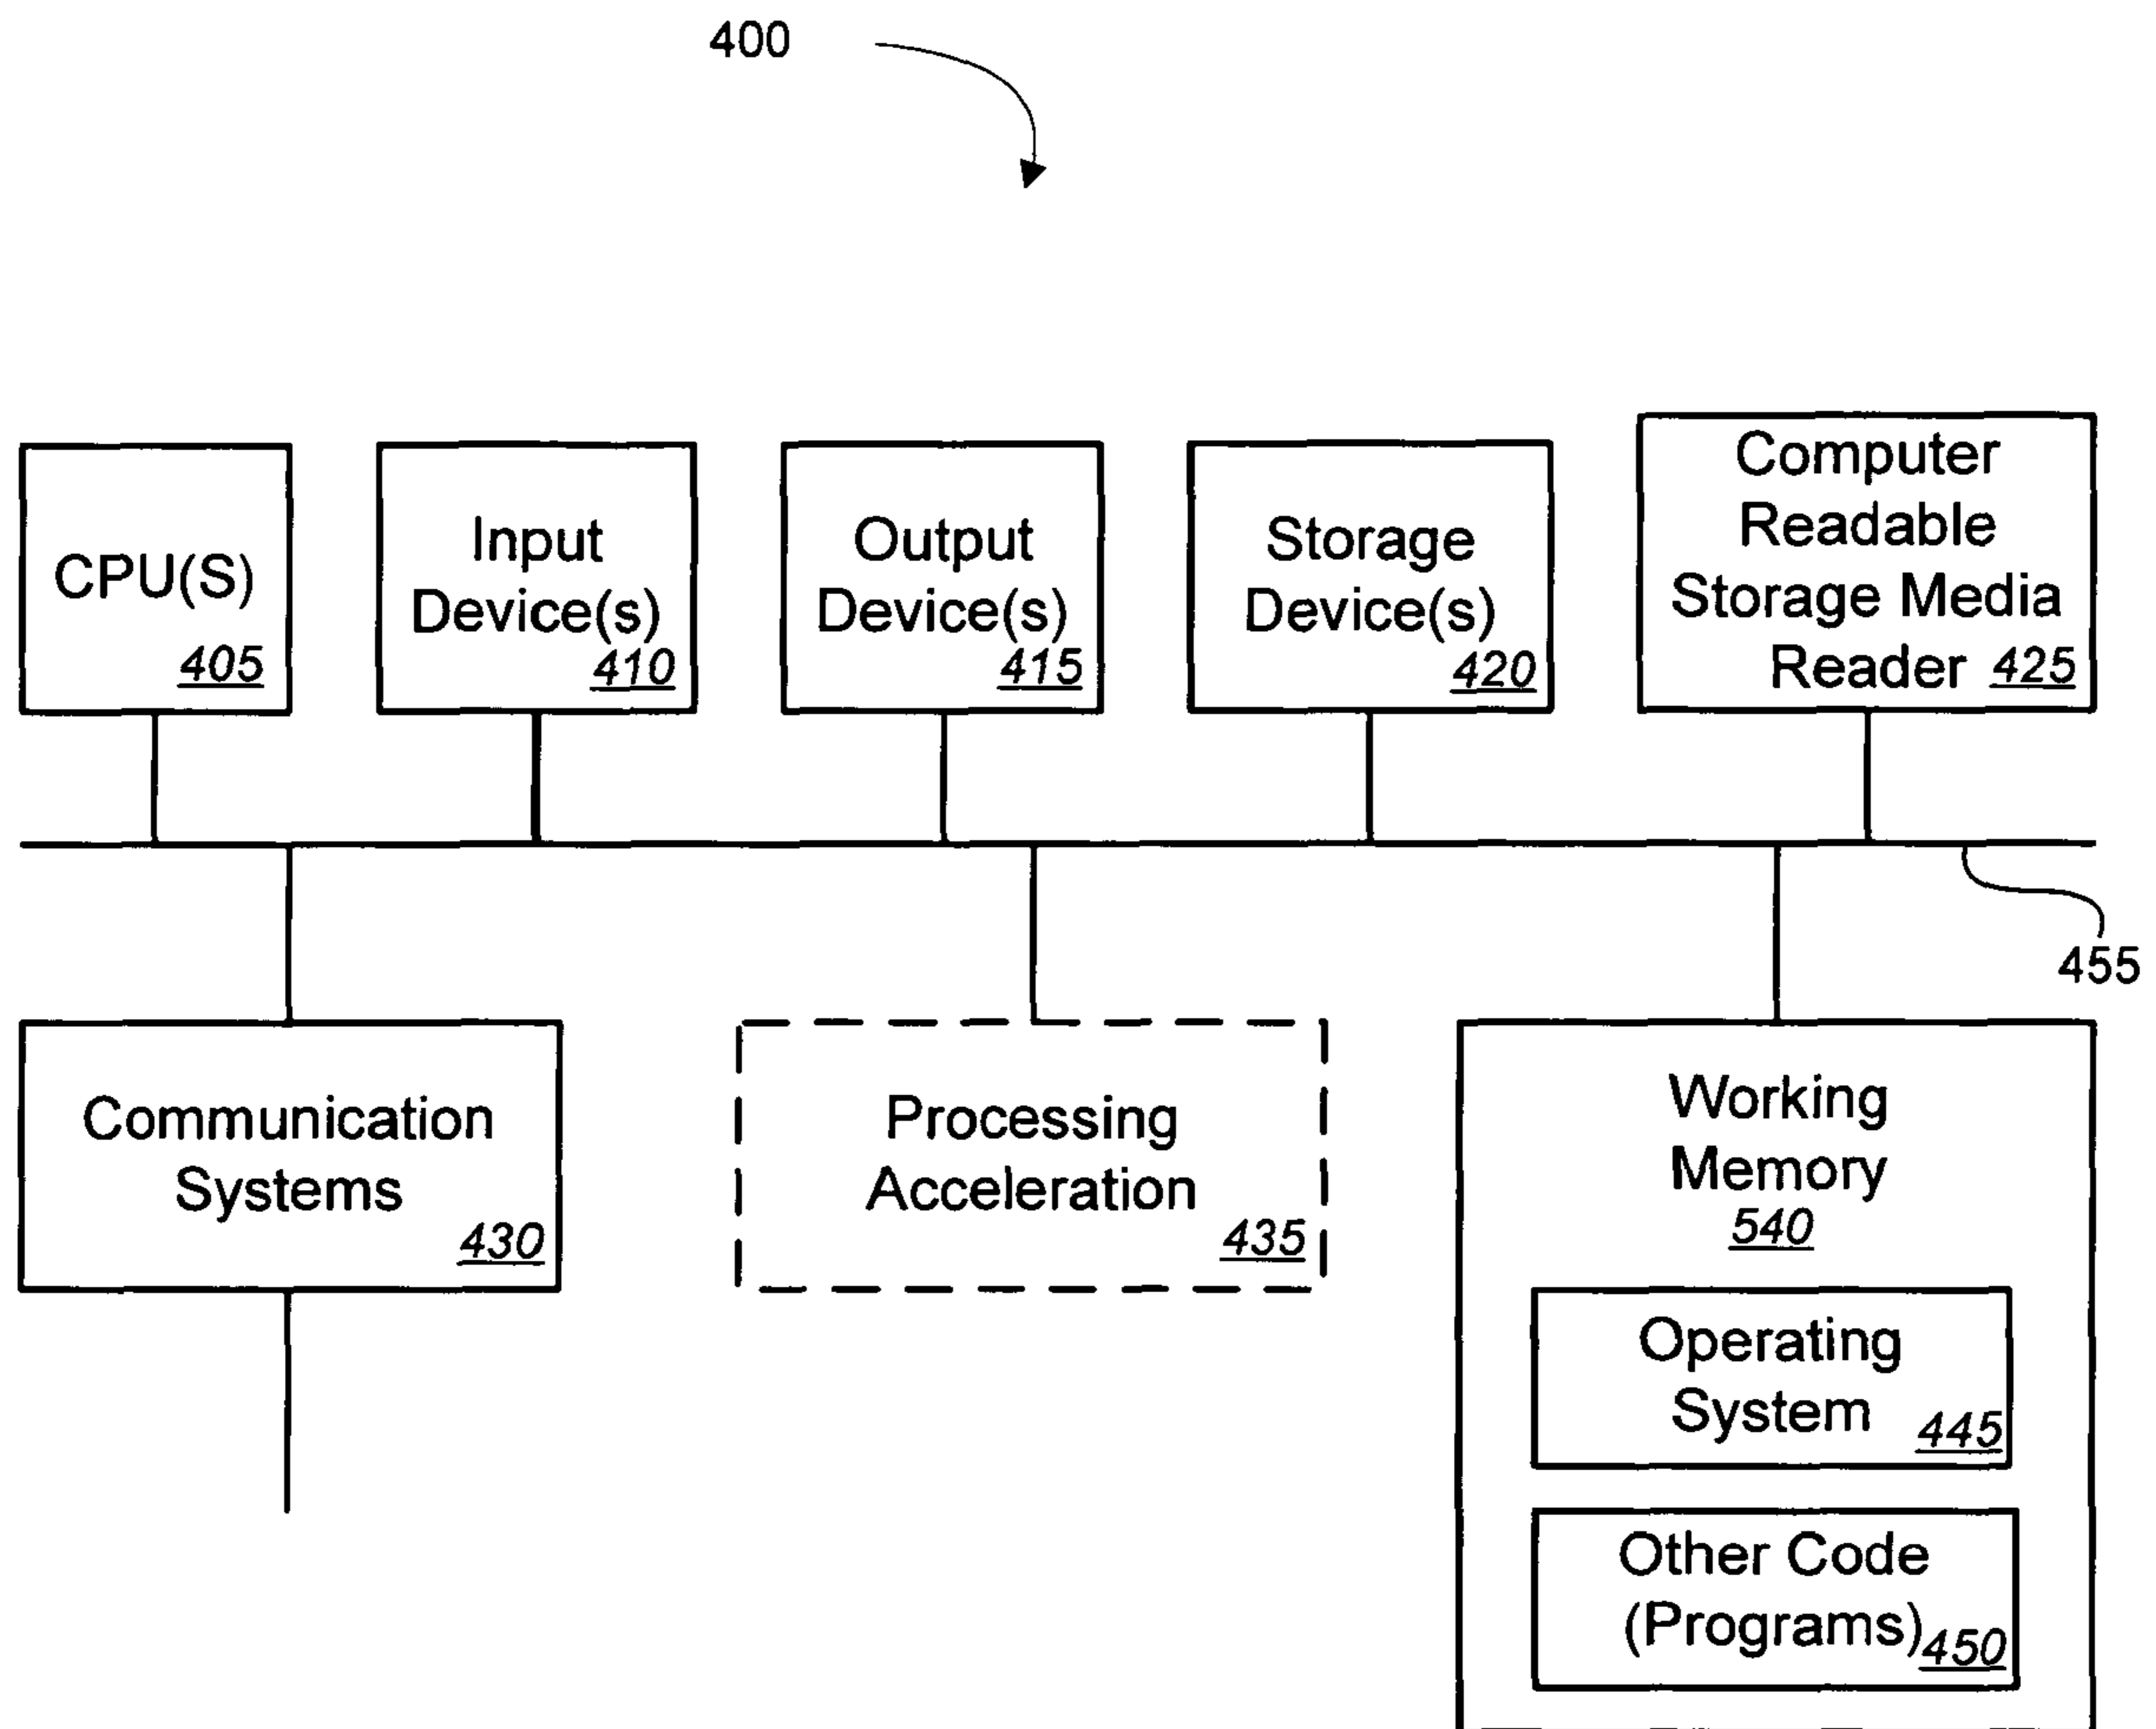 400
CPU(S)
405
Input
Device(s)
410
Output
Device(s)
415
Storage
Device(s)
420
Computer
Readable
Storage Media
Reader 425
455
Communication
Systems
430
Processing
Acceleration
435
Working
Memory
540
Operating
System
445
Other Code
(Programs)
450